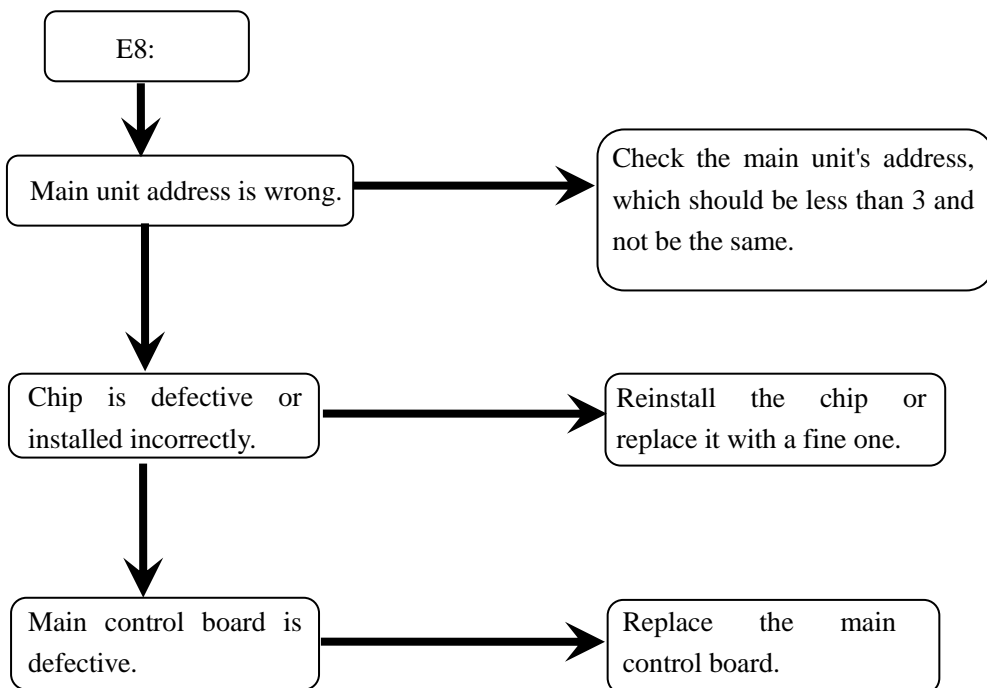 E8:
Main unit address is wrong.
Check the main unit's address,
which should be less than 3 and
not be the same.
Chip is defective or
installed incorrectly.
Reinstall the chip or
replace it with a fine one.
Main control board is
defective.
Replace the main
control board.